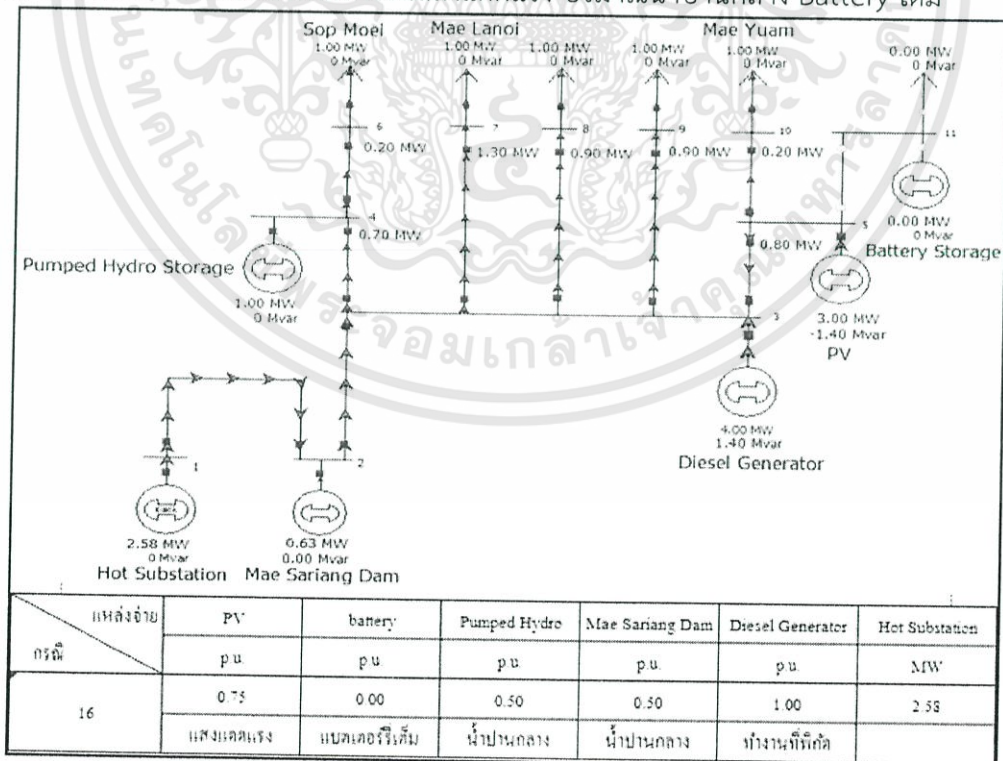 Battery เต็ม
Sop Moei
1.00 MW
0 Mvar
Mae Lanoi
1.00 MW
0 Mvar
1.00 MW
0 Mvar
1.00 MW
0 Mvar
Mae Yuam
1.00 MW
0 Mvar
0.00 MW
0 Mvar
6
7
8
9
10
11
0.20 MW
1.30 MW
0.90 MW
0.90 MW
0.20 MW
4
5
0.70 MW
0.80 MW
0.00 MW
0 Mvar
Battery Storage
Pumped Hydro Storage
1.00 MW
0 Mvar
3
3.00 MW
-1.40 Mvar
PV
4.00 MW
1.40 Mvar
Diesel Generator
1
2
2.58 MW
0 Mvar
Hot Substation
0.63 MW
0.00 Mvar
Mae Sariang Dam
แหล่งจ่าย PV battery Pumped Hydro Mae Sariang Dam Diesel Generator Hot Substation
กรณี p.u. p.u. p.u. p.u. p.u. MW
16 0.75 0.00 0.50 0.50 1.00 2.58
แสงแดดแรง แบตเตอร์รี่เต็ม น้ำปานกลาง น้ำปานกลาง ทำงานที่พิกัด